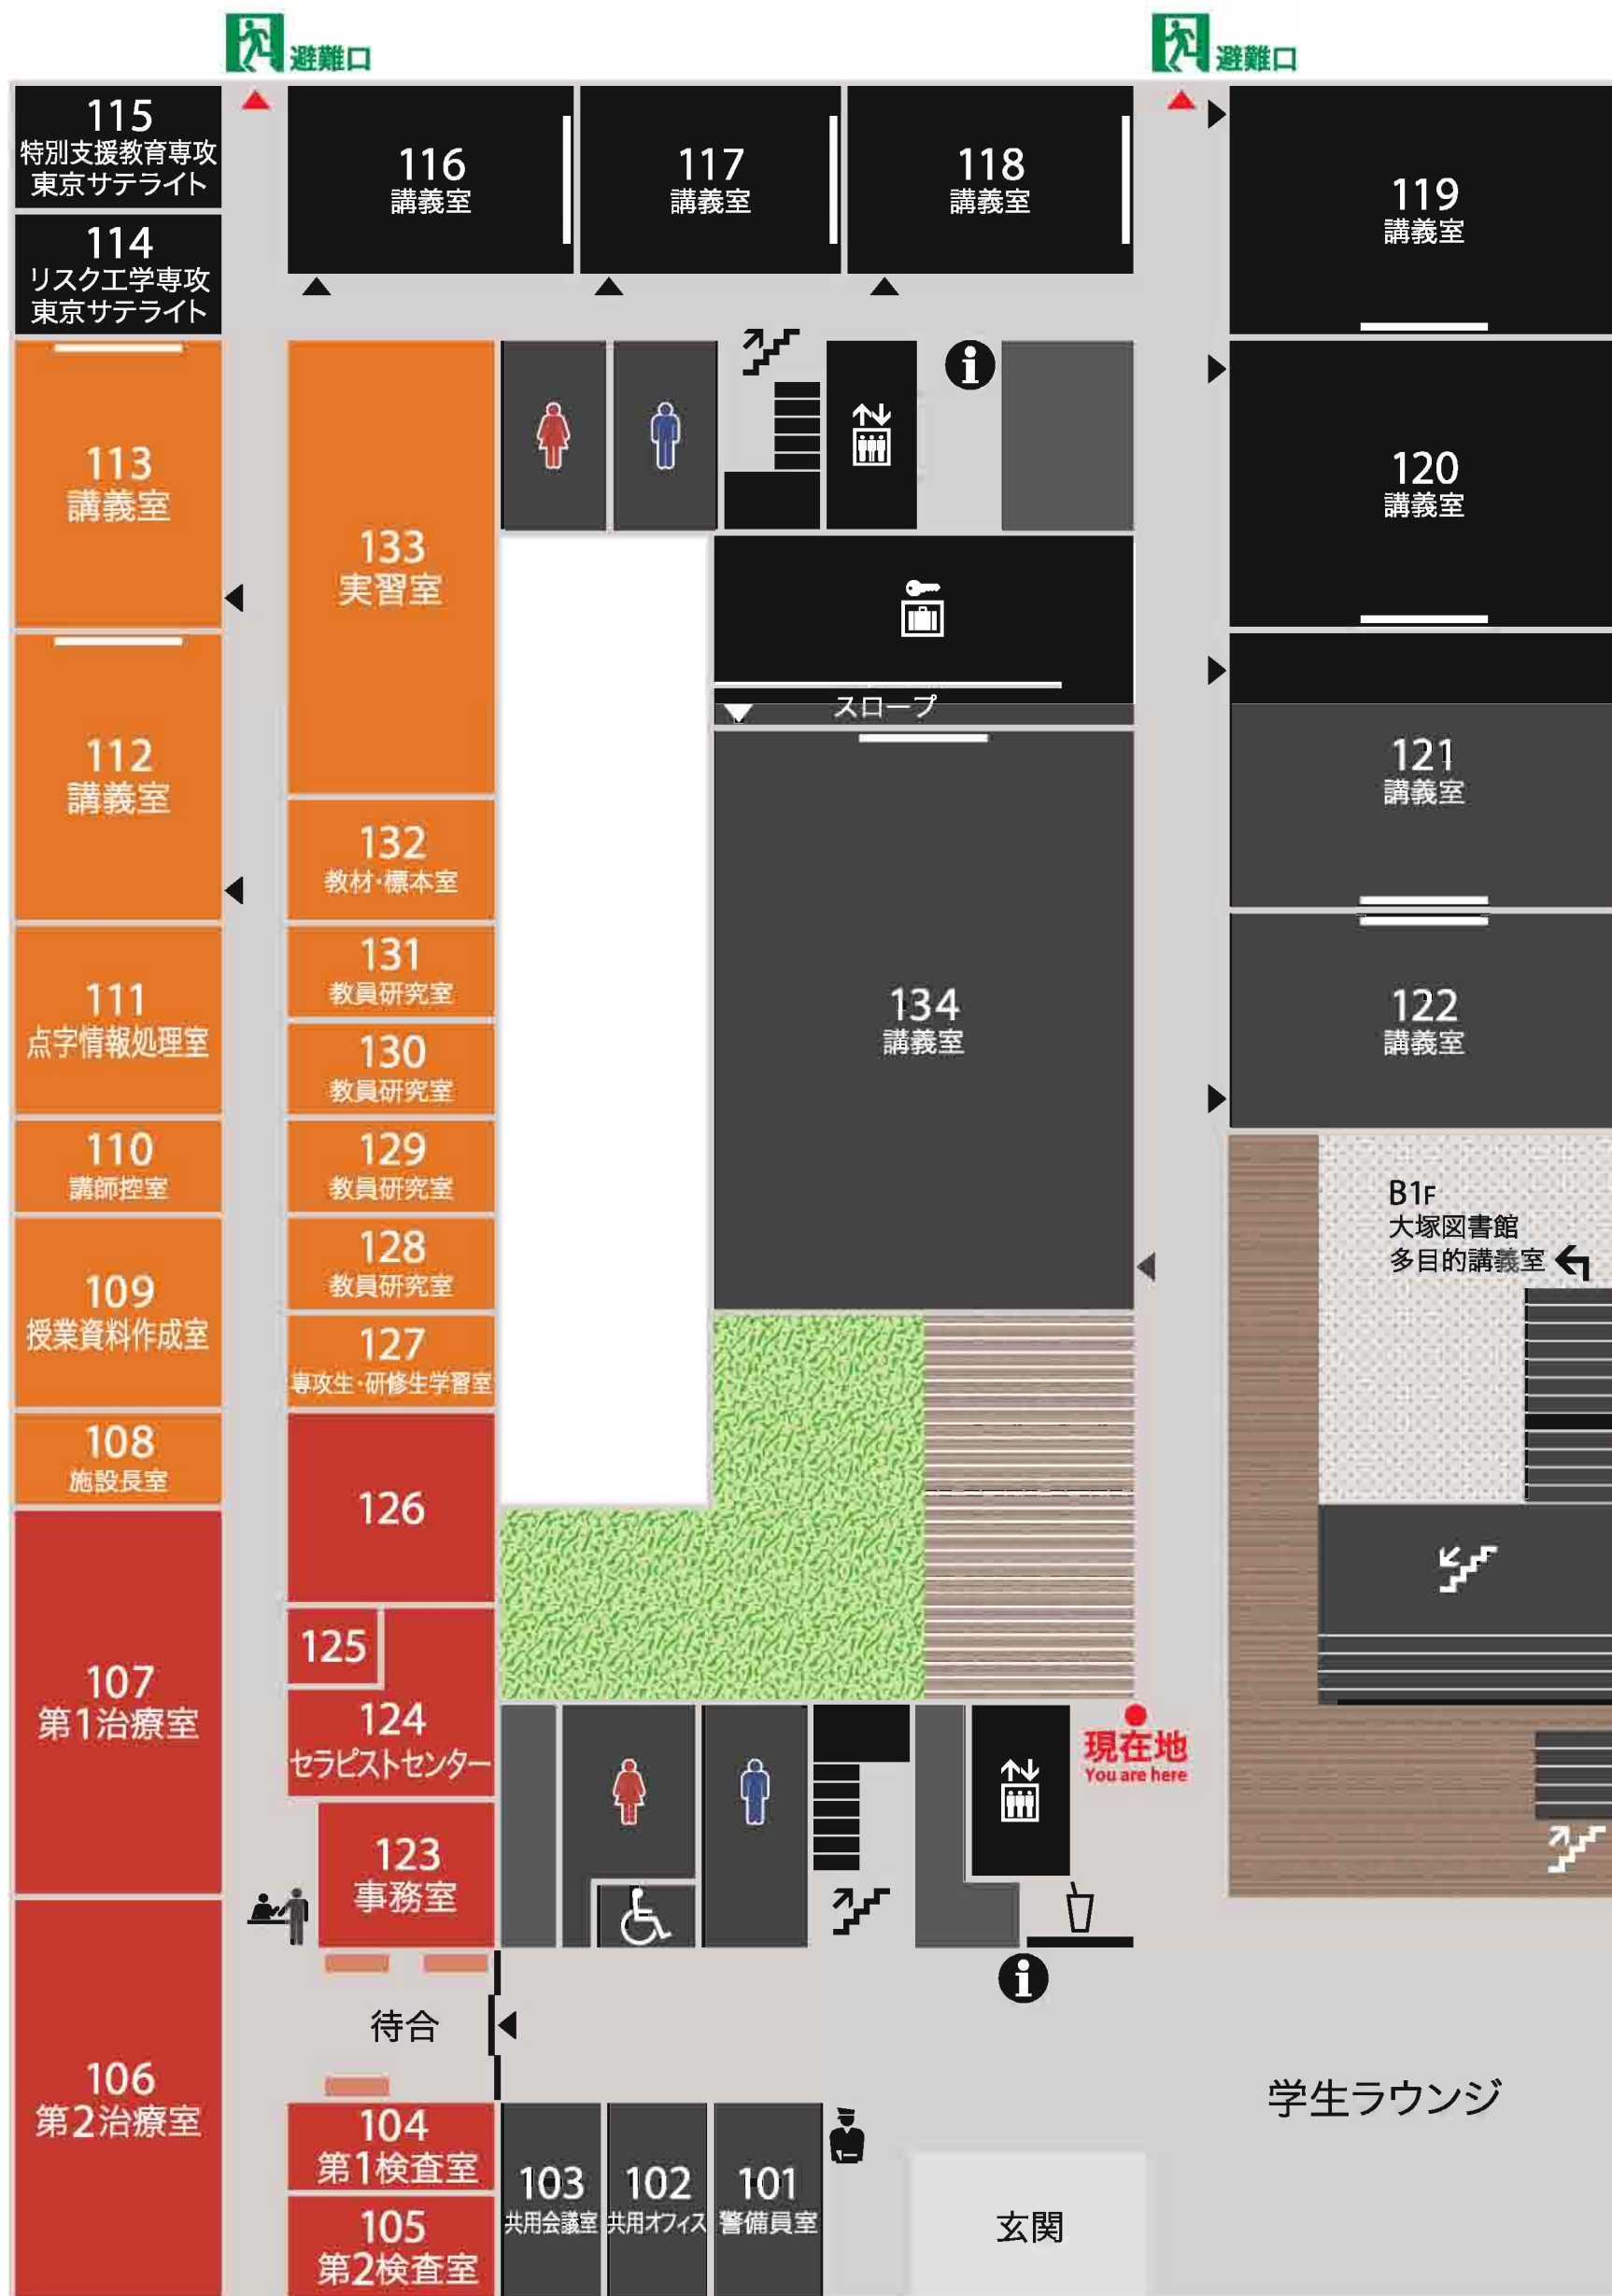 避難口
避難口
115
特別支援教育専攻
東京サテライト
116
講義室
117
講義室
118
講義室
119
講義室
114
リスク工学専攻
東京サテライト
113
講義室
133
実習室
120
講義室
スロープ
112
講義室
132
教材・標本室
121
講義室
131
教員研究室
111
点字情報処理室
130
教員研究室
134
講義室
122
講義室
110
講師控室
129
教員研究室
B1F
大塚図書館
多目的講義室
109
授業資料作成室
128
教員研究室
127
専攻生・研修生学習室
108
施設長室
126
125
107
第1治療室
124
セラピストセンター
現在地
You are here
123
事務室
待合
106
第2治療室
学生ラウンジ
104
第1検査室
103
共用会議室
102
共用オフィス
101
警備員室
105
第2検査室
玄関